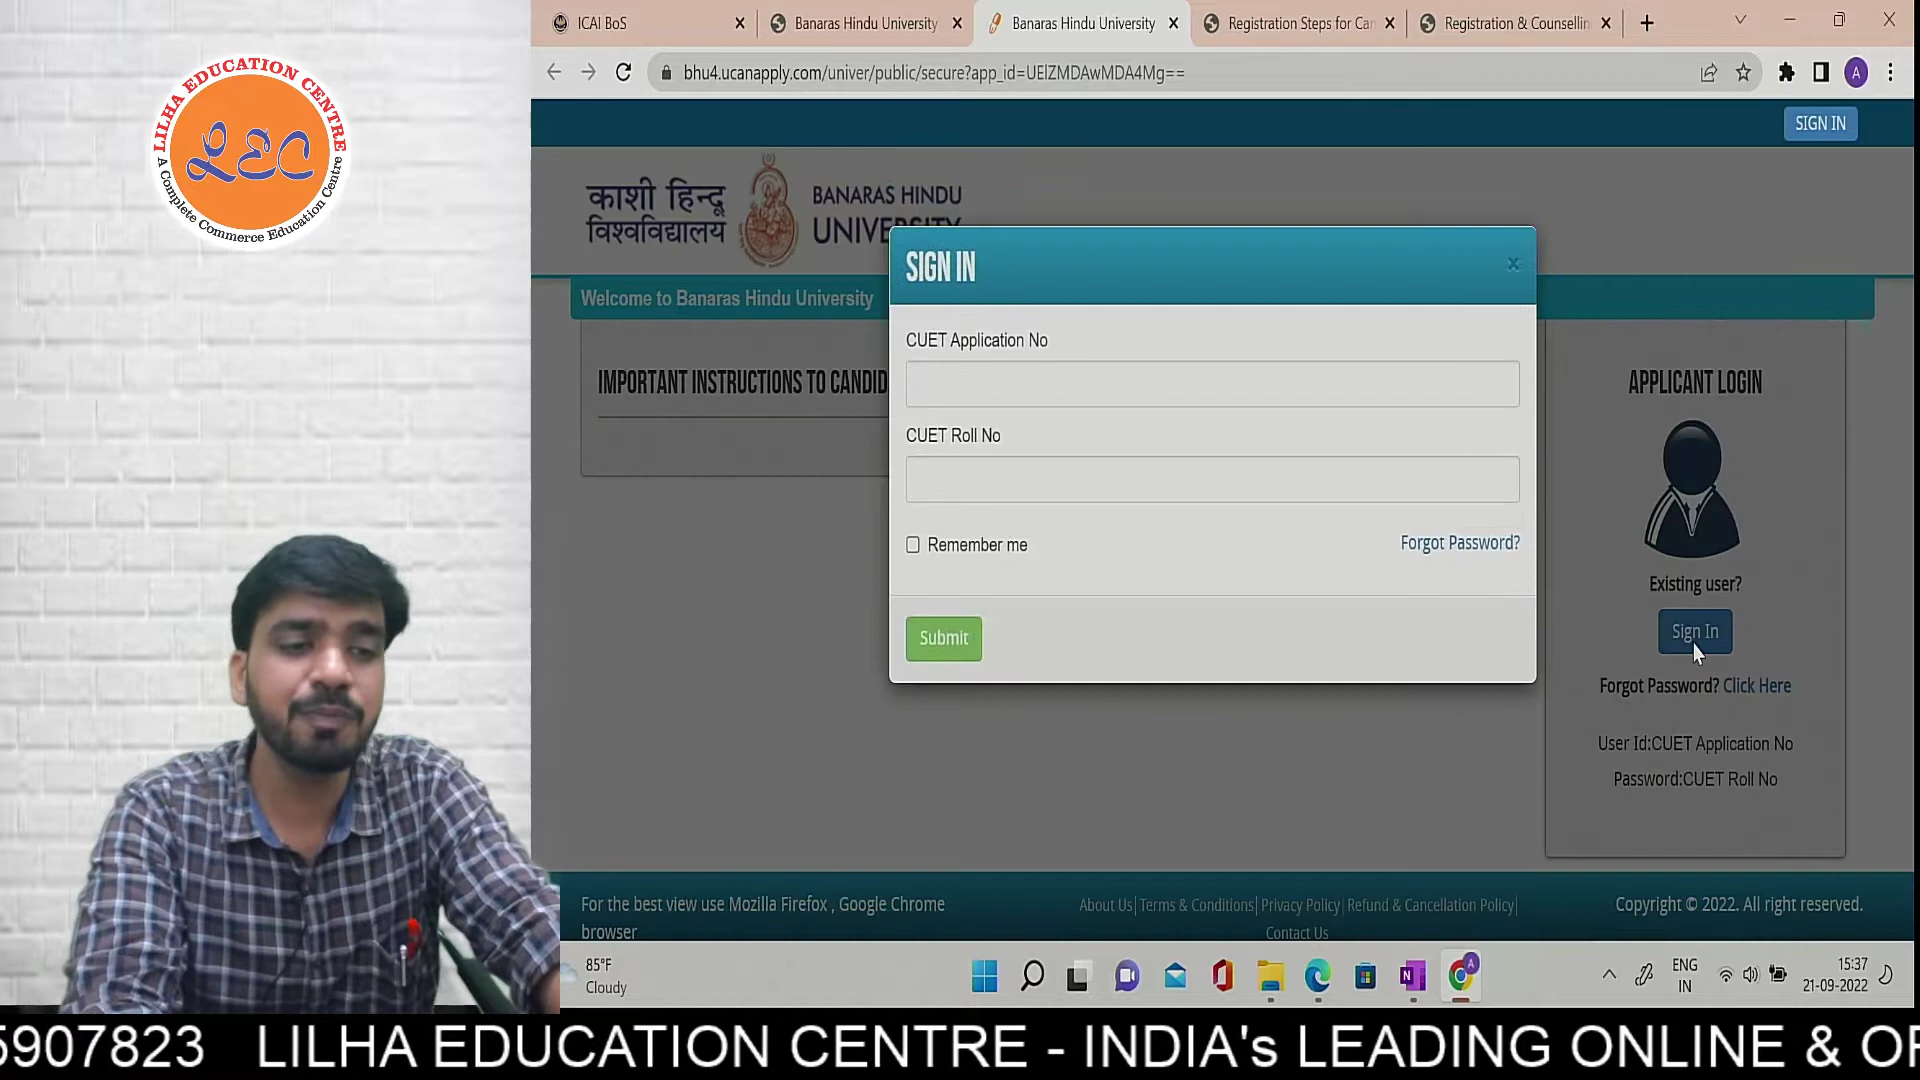 LILHA EDUCATION CENTRE
LEC
A Complete Commerce Education Centre
ICAI BoS
Banaras Hindu University
Banaras Hindu University
Registration Steps for Can
Registration & Counsellin
bhu4.ucanapply.com/univer/public/secure?app_id=UElZMDAwMDA4Mg==
A
SIGN IN
काशी हिन्दू
विश्वविद्यालय
BANARAS HINDU
Welcome to Banaras Hindu University
IMPORTANT INSTRUCTIONS TO
SIGN IN
×
CUET Application No
CUET Roll No
Remember me
Forgot Password?
Submit
APPLICANT LOGIN
Existing user?
Sign In
Forgot Password? Click Here
User Id:CUET Application No
Password:CUET Roll No
For the best view use Mozilla Firefox , Google Chrome
browser
About Us| Terms & Conditions| Privacy Policy| Refund & Cancellation Policy|
Contact Us
Copyright © 2022. All right reserved.
85°F
Cloudy
ENG
IN
15:37
21-09-2022
5907823 LILHA EDUCATION CENTRE - INDIA's LEADING ONLINE & OF